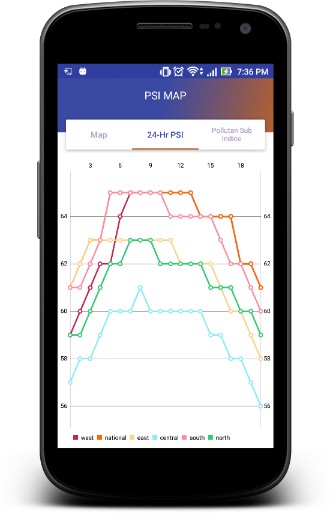 7:36 PM
PSI MAP
Map
24-Hr PSI
Pollutan Sub
Indice
3 6 9 12 15 18
64 64
62 62
60 60
58 58
56 56
west national east central south north